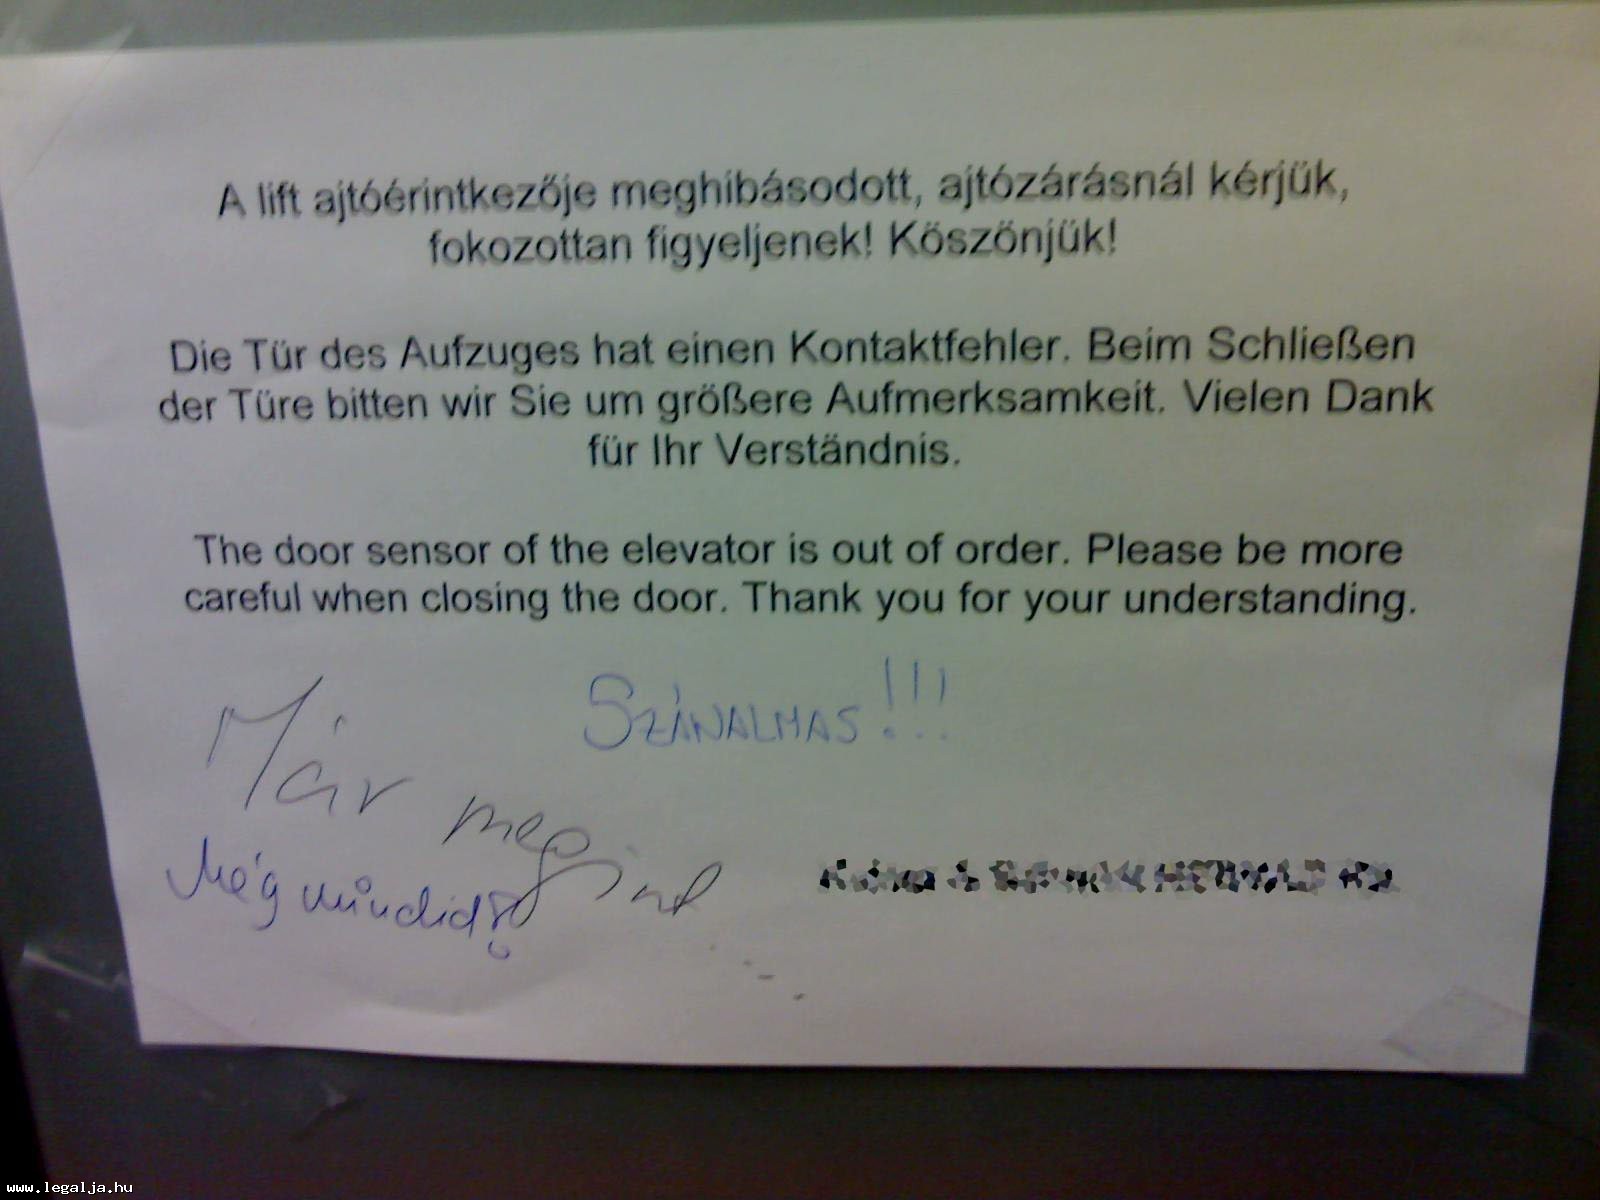 A lift ajtóérintkezője meghibásodott, ajtózárásnál kérjük,
fokozottan figyeljenek! Köszönjük!
Die Tür des Aufzuges hat einen Kontaktfehler. Beim Schließen
der Türe bitten wir Sie um größere Aufmerksamkeit. Vielen Dank
für Ihr Verständnis.
The door sensor of the elevator is out of order. Please be more
careful when closing the door. Thank you for your understanding.
SZÁNALMAS!!!
Már megint
Még mindig?
www.legalja.hu